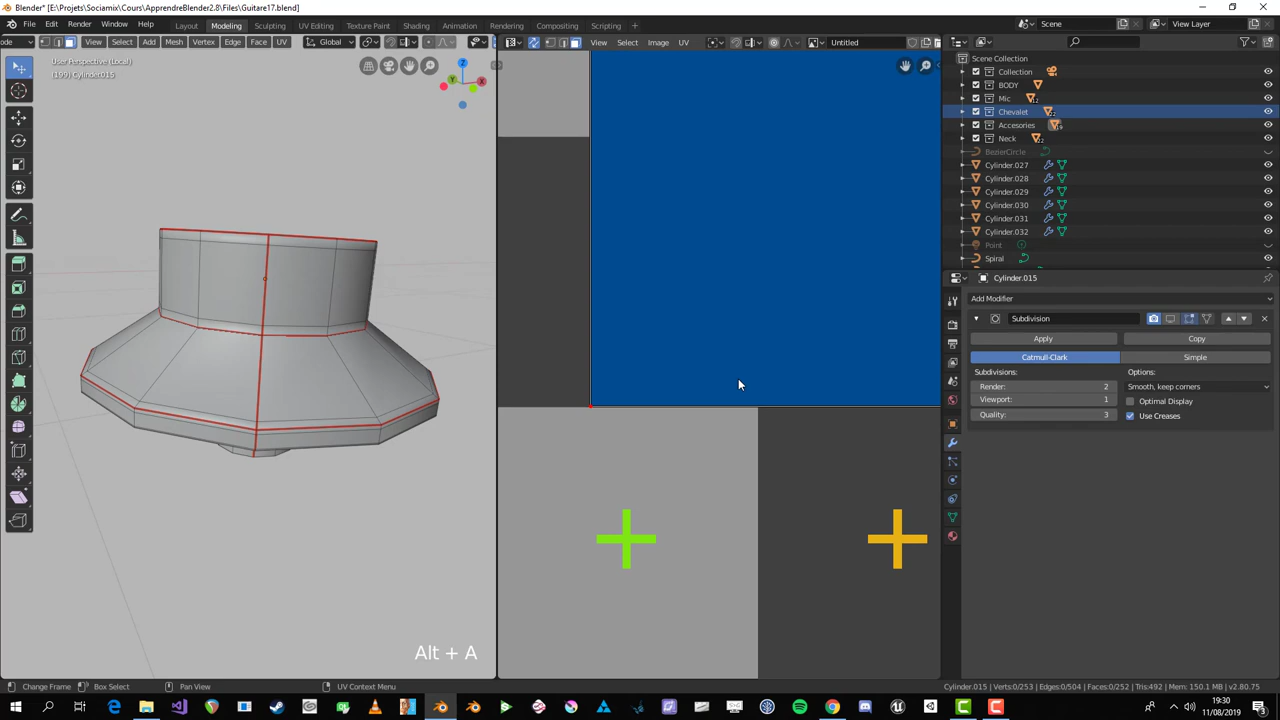 Blender* [E:\Projets\Sociamix\Cours\ApprendreBlender2.8\Files\Guitare17.blend]
File Edit Render Window Help Layout Modeling Sculpting UV Editing Texture Paint Shading Animation Rendering Compositing Scripting + Scene View Layer
ode View Select Add Mesh Vertex Edge Face UV Global View Select Image UV Untitled
User Perspective (Local)
(199) Cylinder.015
Z
Y
X
Scene Collection
Collection
BODY
Mic
12
Chevalet
22
Accesories
19
Neck
22
BezierCircle
Cylinder.027
Cylinder.028
Cylinder.029
Cylinder.030
Cylinder.031
Cylinder.032
Point
Spiral
Cylinder.015
Add Modifier
Subdivision
Apply Copy
Catmull-Clark Simple
Subdivisions: Options:
Render: 2 Smooth, keep corners
Viewport: 1 Optimal Display
Quality: 3 Use Creases
Alt + A
Change Frame Box Select Pan View UV Context Menu Cylinder.015 | Verts:0/253 | Edges:0/504 | Faces:0/252 | Tris:492 | Mem: 150.1 MB | v2.80.75
19:30
11/08/2019